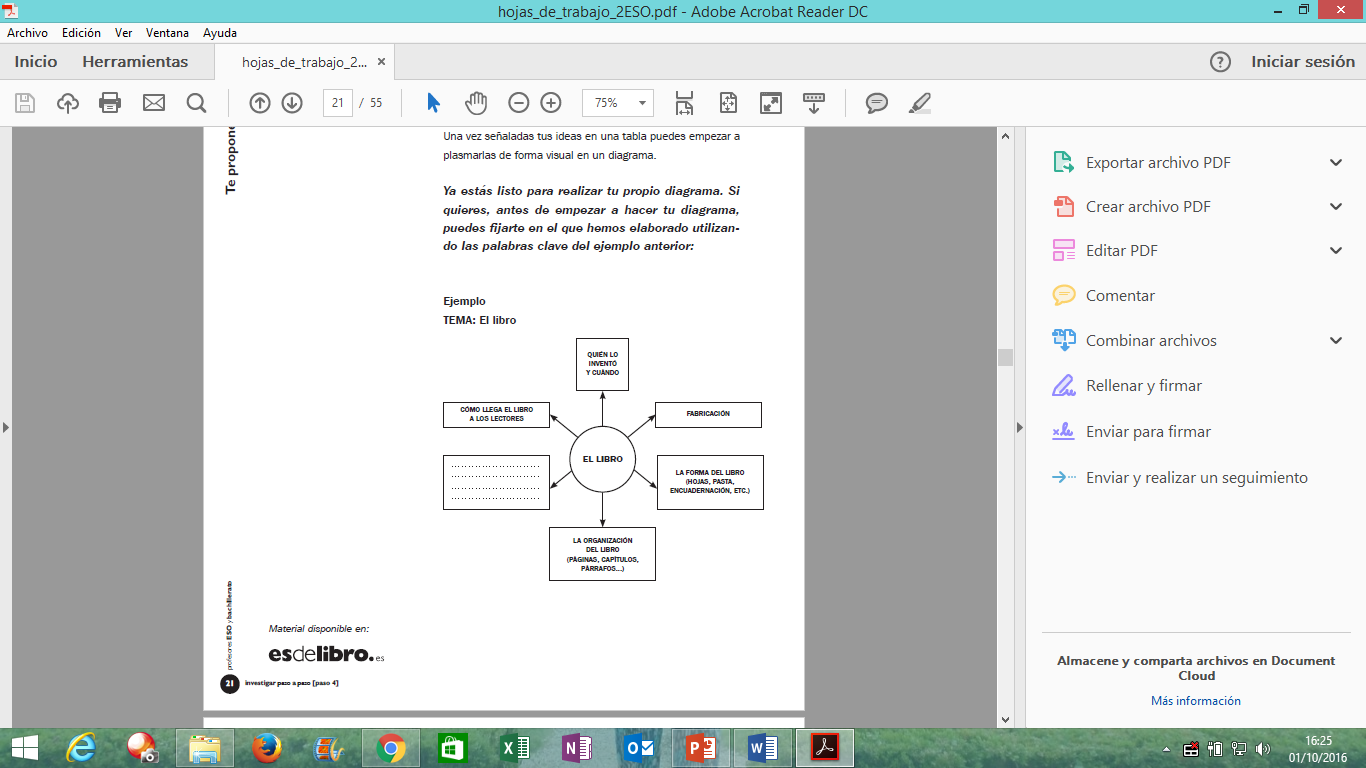 hojas_de_trabajo_2ESO.pdf - Adobe Acrobat Reader DC
Archivo Edición Ver Ventana Ayuda
Inicio Herramientas hojas_de_trabajo_2... × Iniciar sesión
21 / 55 75%
Te propone
Una vez señaladas tus ideas en una tabla puedes empezar a
plasmarlas de forma visual en un diagrama.
Ya estás listo para realizar tu propio diagrama. Si
quieres, antes de empezar a hacer tu diagrama,
puedes fijarte en el que hemos elaborado utilizan-
do las palabras clave del ejemplo anterior:
Ejemplo
TEMA: El libro
QUIÉN LO
INVENTÓ
Y CUÁNDO
CÓMO LLEGA EL LIBRO
A LOS LECTORES
FABRICACIÓN
EL LIBRO
LA FORMA DEL LIBRO
(HOJAS, PASTA,
ENCUADERNACIÓN, ETC.)
LA ORGANIZACIÓN
DEL LIBRO
(PÁGINAS, CAPÍTULOS,
PÁRRAFOS...)
profesores ESO y bachillerato
Material disponible en:
esdelibro.es
21 investigar paso a paso [paso 4]
Exportar archivo PDF
Crear archivo PDF
Editar PDF
Comentar
Combinar archivos
Rellenar y firmar
Enviar para firmar
Enviar y realizar un seguimiento
Almacene y comparta archivos en Document
Cloud
Más información
16:25
01/10/2016